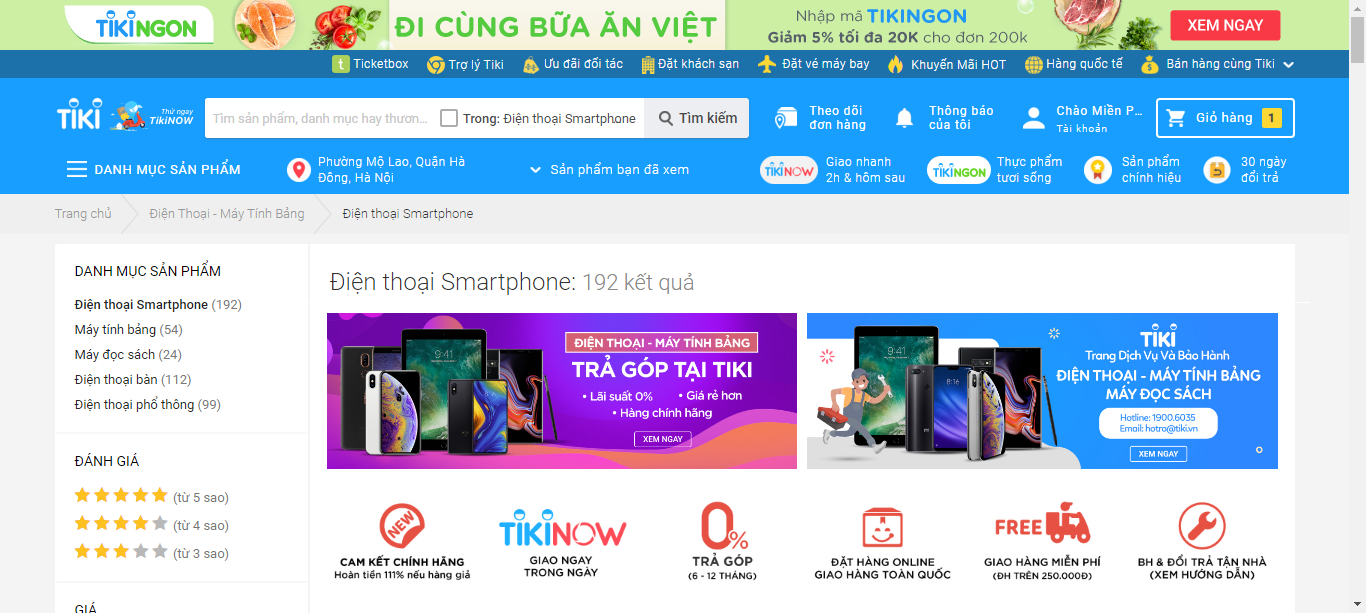 TIKINGON
ĐI CÙNG BỮA ĂN VIỆT
Nhập mã TIKINGON
Giảm 5% tối đa 20K cho đơn 200k
XEM NGAY
t Ticketbox
Trợ lý Tiki
Ưu đãi đối tác
Đặt khách sạn
Đặt vé máy bay
Khuyến Mãi HOT
Hàng quốc tế
Bán hàng cùng Tiki
TIKI
Thử ngay
TikiNOW
Tìm sản phẩm, danh mục hay thươn...
Trong: Điện thoại Smartphone
Tìm kiếm
Theo dõi
đơn hàng
Thông báo
của tôi
Chào Miền P...
Tài khoản
Giỏ hàng 1
DANH MỤC SẢN PHẨM
Phường Mộ Lao, Quận Hà
Đông, Hà Nội
Sản phẩm bạn đã xem
TIKINOW
Giao nhanh
2h & hôm sau
TIKINGON
Thực phẩm
tươi sống
Sản phẩm
chính hiệu
30 ngày
đổi trả
Trang chủ
Điện Thoại - Máy Tính Bảng
Điện thoại Smartphone
DANH MỤC SẢN PHẨM
Điện thoại Smartphone (192)
Máy tính bảng (54)
Máy đọc sách (24)
Điện thoại bàn (112)
Điện thoại phổ thông (99)
ĐÁNH GIÁ
(từ 5 sao)
(từ 4 sao)
(từ 3 sao)
GIÁ
Điện thoại Smartphone: 192 kết quả
9:41
ĐIỆN THOẠI - MÁY TÍNH BẢNG
TRẢ GÓP TẠI TIKI
• Lãi suất 0% • Giá rẻ hơn
• Hàng chính hãng
XEM NGAY
9:41
8:16
TIKI
Trang Dịch Vụ Và Bảo Hành
ĐIỆN THOẠI - MÁY TÍNH BẢNG
MÁY ĐỌC SÁCH
Hotline: 1900.6035
Email: hotro@tiki.vn
XEM NGAY
NEW
CAM KẾT CHÍNH HÃNG
Hoàn tiền 111% nếu hàng giả
TIKINOW
GIAO NGAY
TRONG NGÀY
0%
TRẢ GÓP
(6 - 12 THÁNG)
ĐẶT HÀNG ONLINE
GIAO HÀNG TOÀN QUỐC
FREE
GIAO HÀNG MIỄN PHÍ
(ĐH TRÊN 250.000Đ)
BH & ĐỔI TRẢ TẬN NHÀ
(XEM HƯỚNG DẪN)